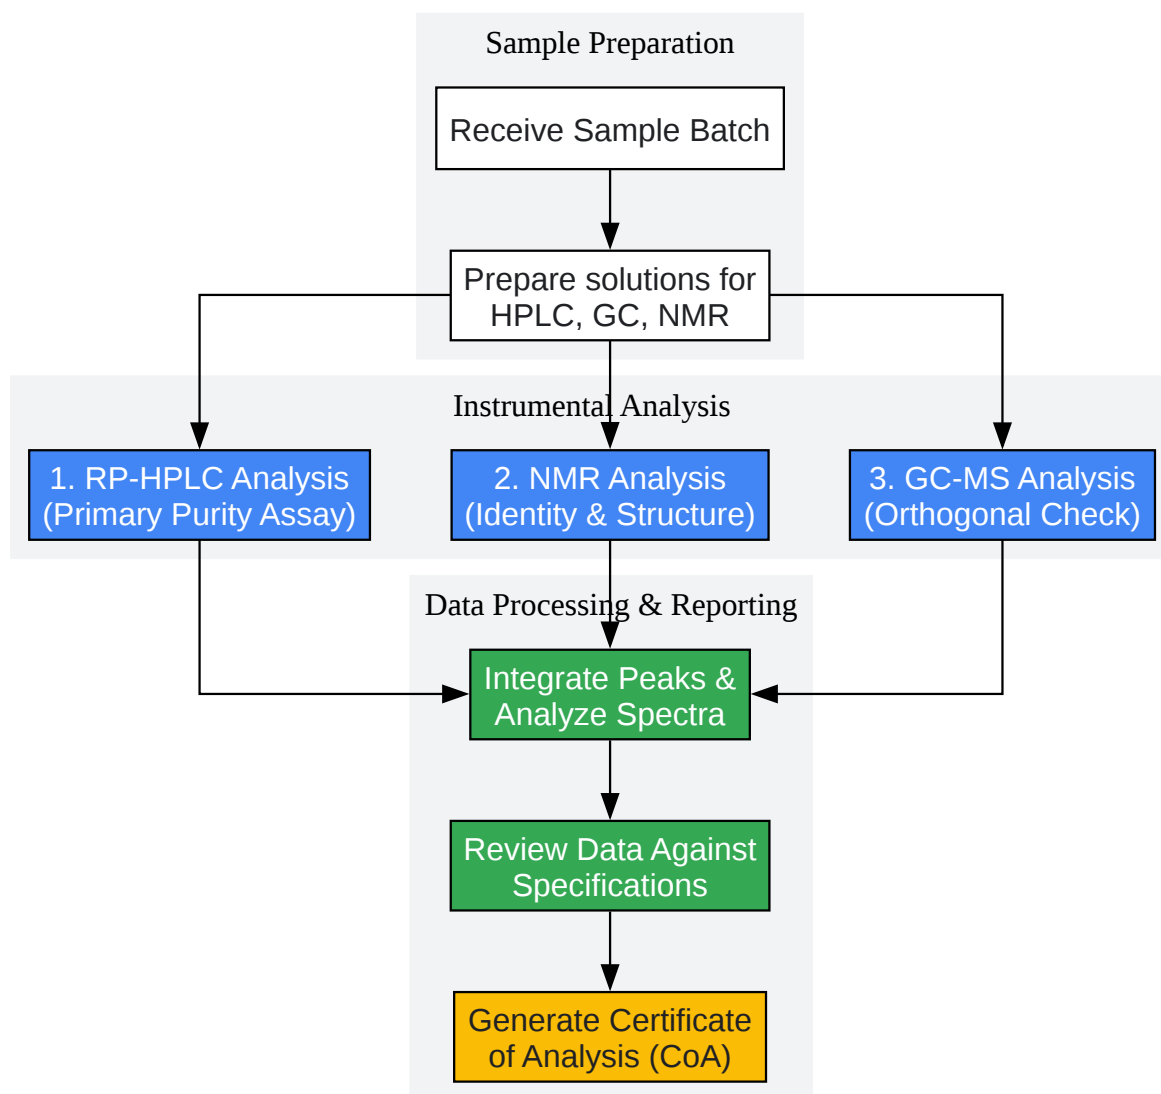 Sample Preparation
Receive Sample Batch
Prepare solutions for
HPLC, GC, NMR
Instrumental Analysis
1. RP-HPLC Analysis
(Primary Purity Assay)
2. NMR Analysis
(Identity & Structure)
3. GC-MS Analysis
(Orthogonal Check)
Data Processing & Reporting
Integrate Peaks &
Analyze Spectra
Review Data Against
Specifications
Generate Certificate
of Analysis (CoA)